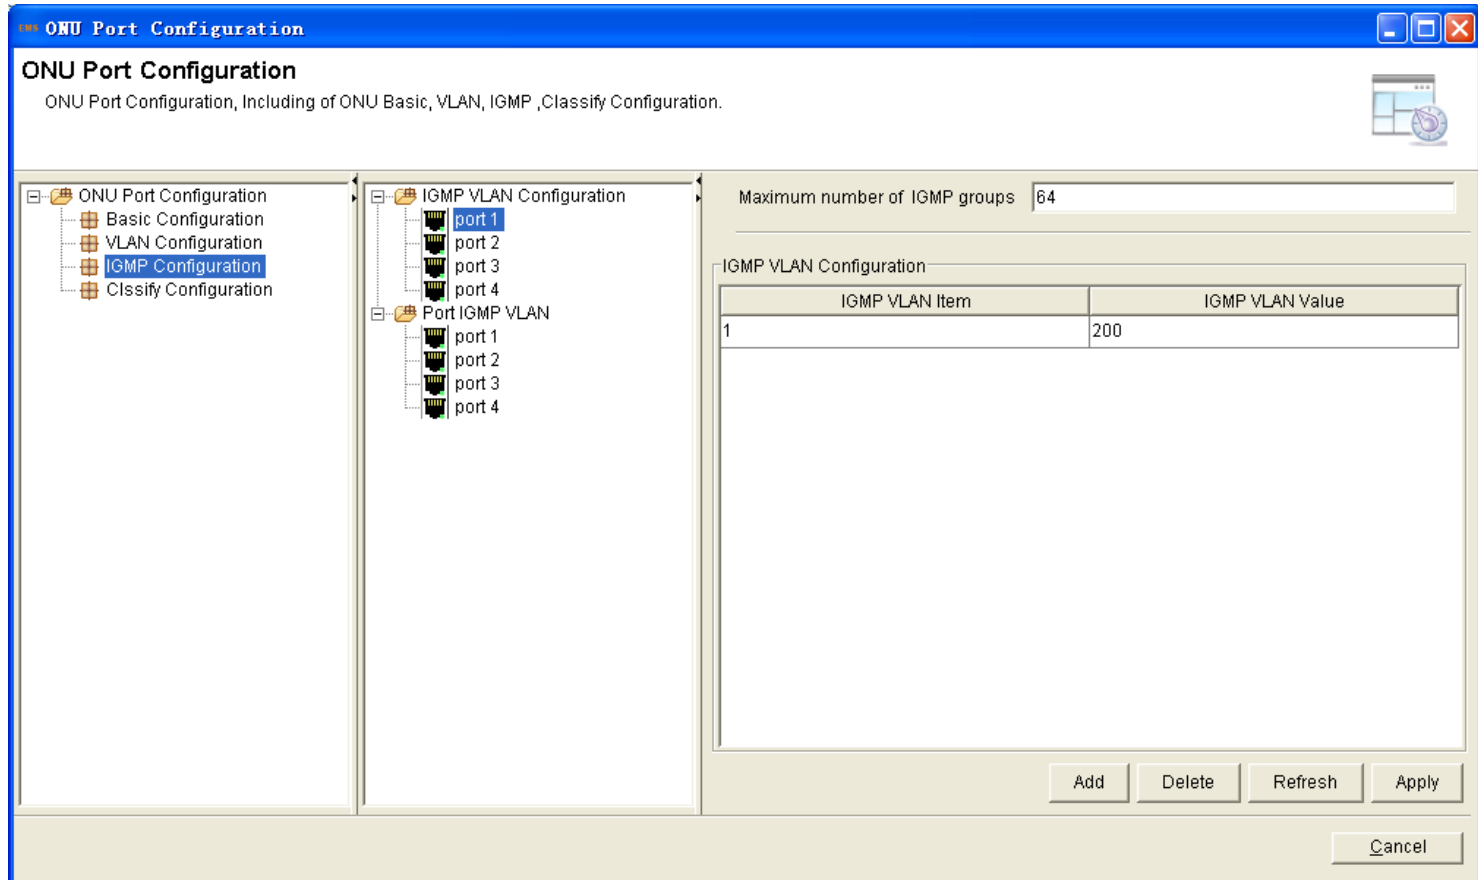 EMS ONU Port Configuration
ONU Port Configuration
ONU Port Configuration, Including of ONU Basic, VLAN, IGMP ,Classify Configuration.
ONU Port Configuration
Basic Configuration
VLAN Configuration
IGMP Configuration
Clssify Configuration
IGMP VLAN Configuration
port 1
port 2
port 3
port 4
Port IGMP VLAN
port 1
port 2
port 3
port 4
Maximum number of IGMP groups 64
IGMP VLAN Configuration
IGMP VLAN Item IGMP VLAN Value
1 200
Add Delete Refresh Apply
Cancel